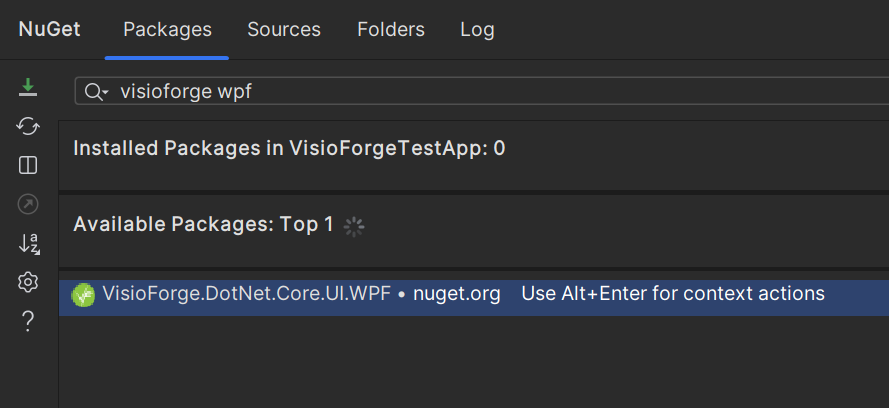 NuGet Packages Sources Folders Log
visioforge wpf
Installed Packages in VisioForgeTestApp: 0
Available Packages: Top 1
VisioForge.DotNet.Core.UI.WPF • nuget.org Use Alt+Enter for context actions